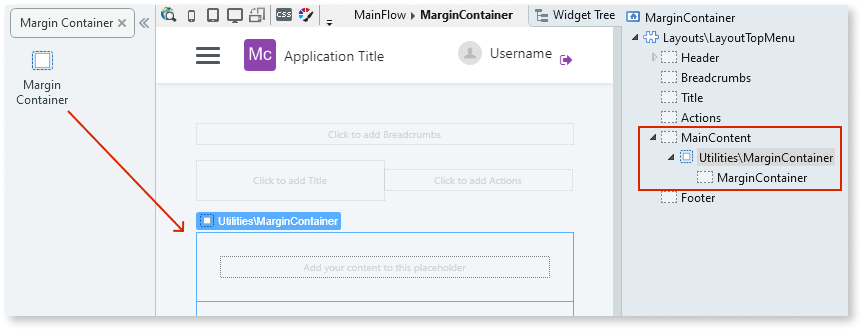 Margin Container
Margin
Container
CSS
MainFlow MarginContainer
Widget Tree
Mc
Application Title
Username
Click to add Breadcrumbs
Click to add Title
Click to add Actions
Utilities\MarginContainer
Add your content to this placeholder
MarginContainer
Layouts\LayoutTopMenu
Header
Breadcrumbs
Title
Actions
MainContent
Utilities\MarginContainer
MarginContainer
Footer